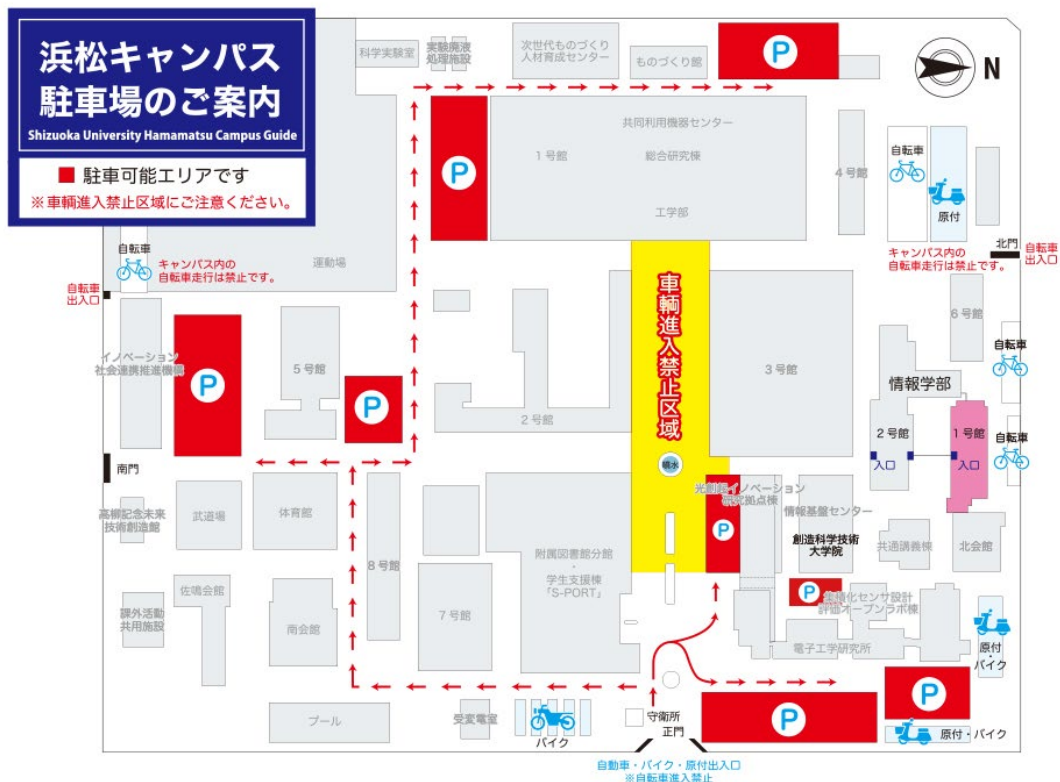 浜松キャンパス
駐車場のご案内
Shizuoka University Hamamatsu Campus Guide
■ 駐車可能エリアです
※車輌進入禁止区域にご注意ください。
科学実験室
実験廃液
処理施設
次世代ものづくり
人材育成センター
ものづくり館
P
N
P
共同利用機器センター
1号館
総合研究棟
工学部
4号館
自転車
原付
キャンパス内の
自転車走行は禁止です。
北門
自転車
出入口
自転車
キャンパス内の
自転車走行は禁止です。
運動場
自転車
出入口
イノベーション
社会連携推進機構
P
5号館
P
2号館
車輌進入禁止区域
噴水
3号館
6号館
自転車
情報学部
2号館
入口
1号館
入口
自転車
南門
高柳記念未来
技術創造館
武道場
体育館
8号館
7号館
附属図書館分館
・
学生支援棟
「S-PORT」
光創起イノベーション
研究拠点棟
P
情報基盤センター
創造科学技術
大学院
共通講義棟
北会館
P
集積化センサ設計
評価オープンラボ棟
電子工学研究所
原付
・
バイク
佐鳴会館
課外活動
共用施設
南会館
プール
受変電室
バイク
守衛所
正門
P
P
原付・バイク
自動車・バイク・原付出入口
※自転車進入禁止